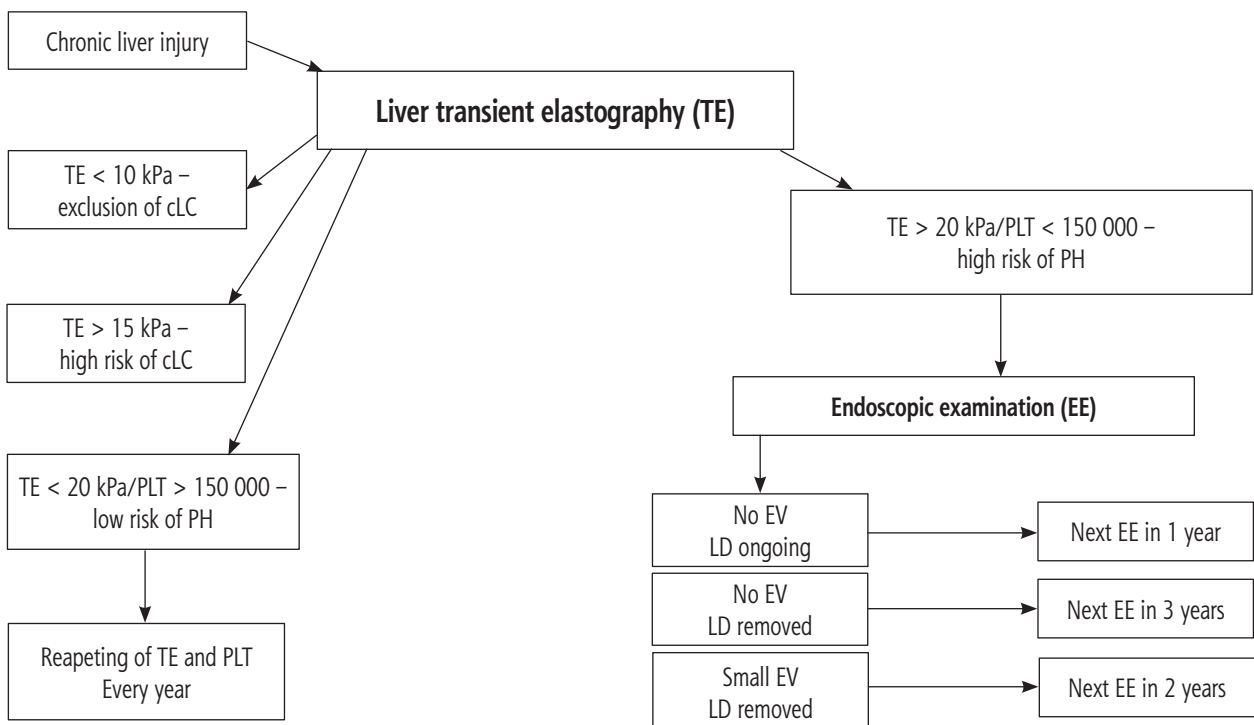 Chronic liver injury
Liver transient elastography (TE)
TE < 10 kPa –
exclusion of cLC
TE > 15 kPa –
high risk of cLC
TE < 20 kPa/PLT > 150 000 –
low risk of PH
Reapeting of TE and PLT
Every year
TE > 20 kPa/PLT < 150 000 –
high risk of PH
Endoscopic examination (EE)
No EV
LD ongoing
Next EE in 1 year
No EV
LD removed
Next EE in 3 years
Small EV
LD removed
Next EE in 2 years